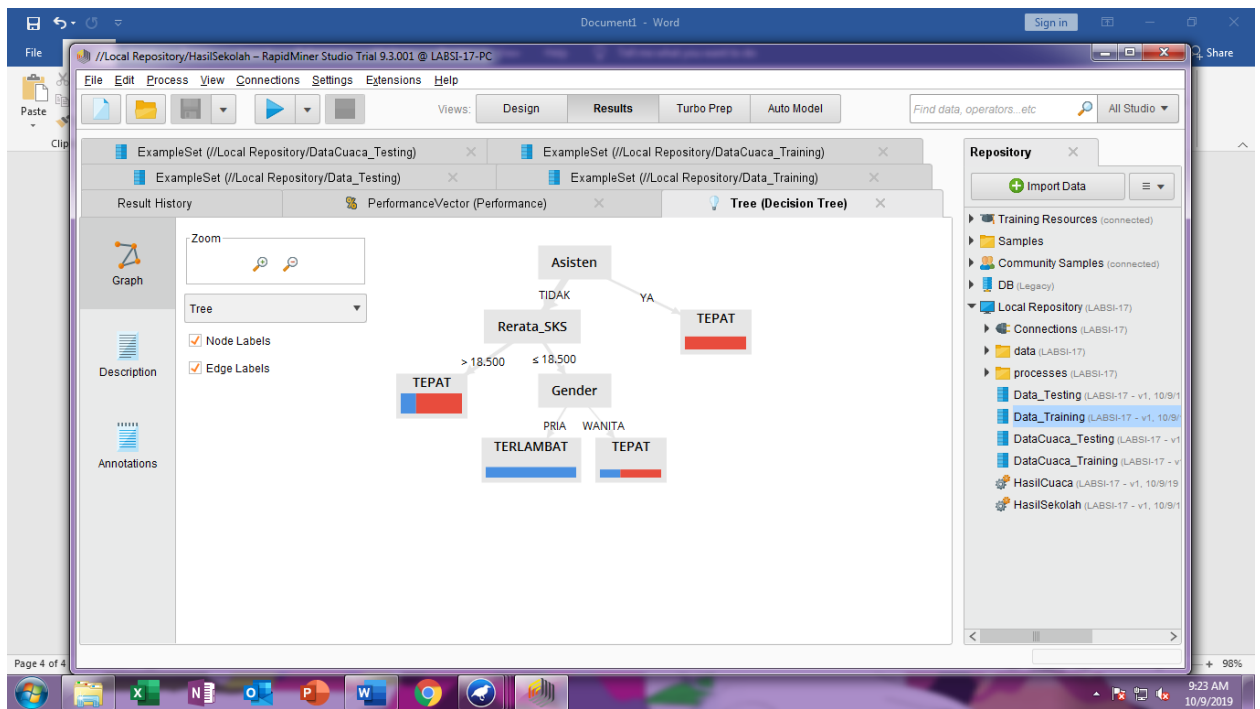 Document1 - Word
Sign in
File
Share
Paste
Clip
//Local Repository/HasilSekolah – RapidMiner Studio Trial 9.3.001 @ LABSI-17-PC
File Edit Process View Connections Settings Extensions Help
Views: Design Results Turbo Prep Auto Model
Find data, operators...etc
All Studio
ExampleSet (//Local Repository/DataCuaca_Testing)
ExampleSet (//Local Repository/DataCuaca_Training)
ExampleSet (//Local Repository/Data_Testing)
ExampleSet (//Local Repository/Data_Training)
Result History
PerformanceVector (Performance)
Tree (Decision Tree)
Graph
Description
Annotations
Zoom
Tree
Node Labels
Edge Labels
Asisten
TIDAK YA
Rerata_SKS
TEPAT
> 18.500 ≤ 18.500
TEPAT
Gender
PRIA WANITA
TERLAMBAT
TEPAT
Repository
Import Data
Training Resources (connected)
Samples
Community Samples (connected)
DB (Legacy)
Local Repository (LABSI-17)
Connections (LABSI-17)
data (LABSI-17)
processes (LABSI-17)
Data_Testing (LABSI-17 - v1, 10/9/1
Data_Training (LABSI-17 - v1, 10/9/
DataCuaca_Testing (LABSI-17 - v1
DataCuaca_Training (LABSI-17 - v
HasilCuaca (LABSI-17 - v1, 10/9/19
HasilSekolah (LABSI-17 - v1, 10/9/1
Page 4 of 4
98%
9:23 AM
10/9/2019